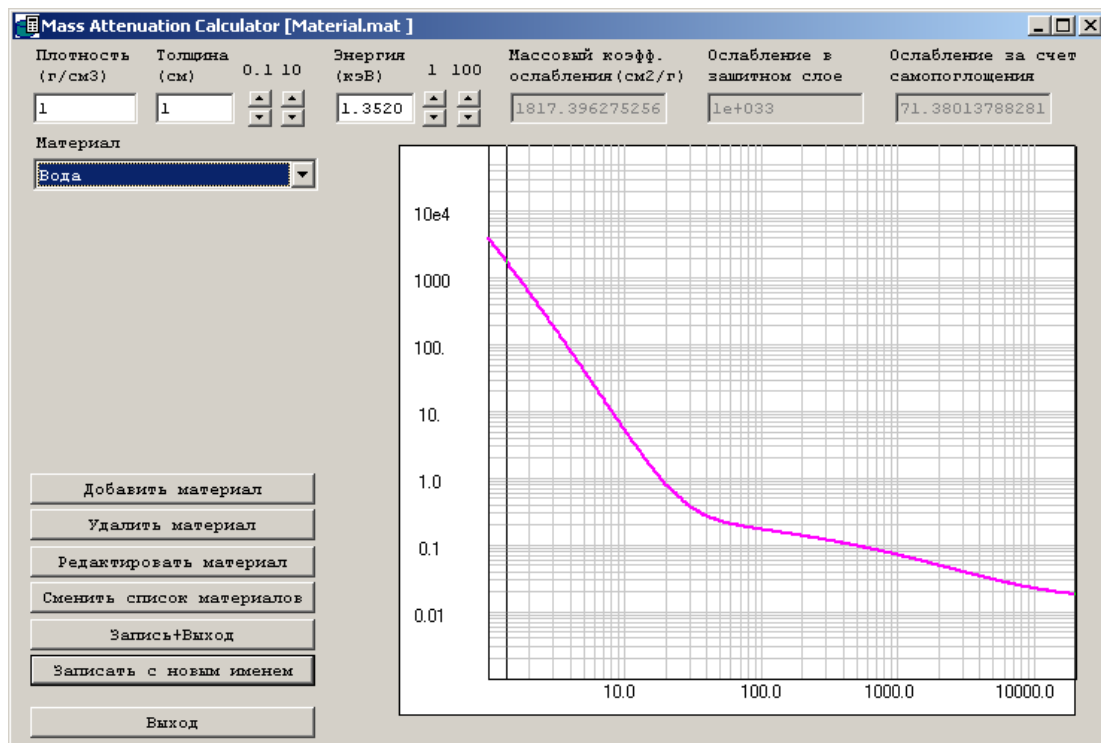 Mass Attenuation Calculator [Material.mat ]
Плотность (г/см3)
Толщина (см)
0.1 10
Энергия (кэВ)
1 100
Массовый коэфф. ослабления(см2/г)
Ослабление в зашитном слое
Ослабление за счет самопоглощения
1
1
1.3520
1817.396275256
1e+033
71.38013788281
Материал
Вода
10e4
1000
100.
10.
1.0
0.1
0.01
10.0
100.0
1000.0
10000.0
Добавить материал
Удалить материал
Редактировать материал
Сменить список материалов
Запись+Выход
Записать с новым именем
Выход